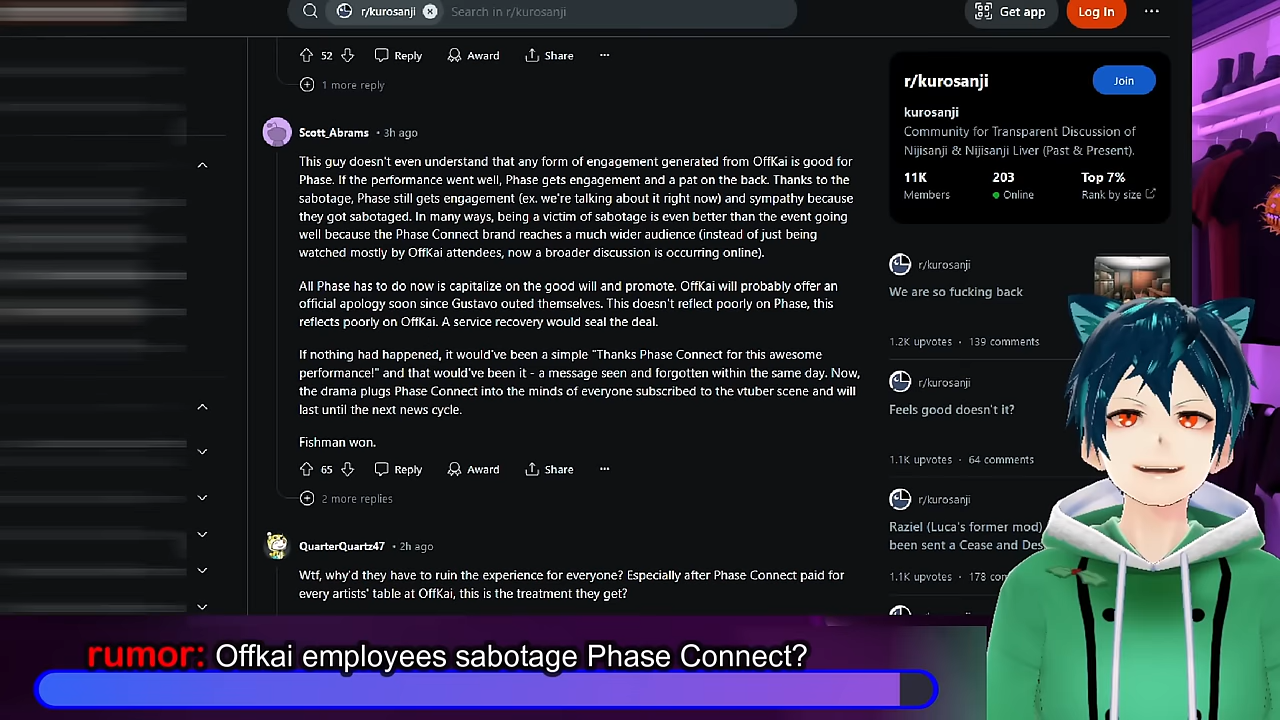 r/kurosanji
Search in r/kurosanji
Get app
Log In
52
Reply
Award
Share
1 more reply
Scott_Abrams • 3h ago
This guy doesn't even understand that any form of engagement generated from OffKai is good for
Phase. If the performance went well, Phase gets engagement and a pat on the back. Thanks to the
sabotage, Phase still gets engagement (ex. we're talking about it right now) and sympathy because
they got sabotaged. In many ways, being a victim of sabotage is even better than the event going
well because the Phase Connect brand reaches a much wider audience (instead of just being
watched mostly by OffKai attendees, now a broader discussion is occurring online).
All Phase has to do now is capitalize on the good will and promote. OffKai will probably offer an
official apology soon since Gustavo outed themselves. This doesn't reflect poorly on Phase, this
reflects poorly on OffKai. A service recovery would seal the deal.
If nothing had happened, it would've been a simple "Thanks Phase Connect for this awesome
performance!" and that would've been it - a message seen and forgotten within the same day. Now,
the drama plugs Phase Connect into the minds of everyone subscribed to the vtuber scene and will
last until the next news cycle.
Fishman won.
65
Reply
Award
Share
2 more replies
QuarterQuartz47 • 2h ago
Wtf, why'd they have to ruin the experience for everyone? Especially after Phase Connect paid for
every artists' table at OffKai, this is the treatment they get?
r/kurosanji
Join
kurosanji
Community for Transparent Discussion of
Nijisanji & Nijisanji Liver (Past & Present).
11K
203
Top 7%
Members
Online
Rank by size
r/kurosanji
We are so fucking back
1.2K upvotes • 139 comments
r/kurosanji
Feels good doesn't it?
1.1K upvotes • 64 comments
r/kurosanji
Raziel (Luca's former mod)
been sent a Cease and Des
1.1K upvotes • 178 com
rumor: Offkai employees sabotage Phase Connect?